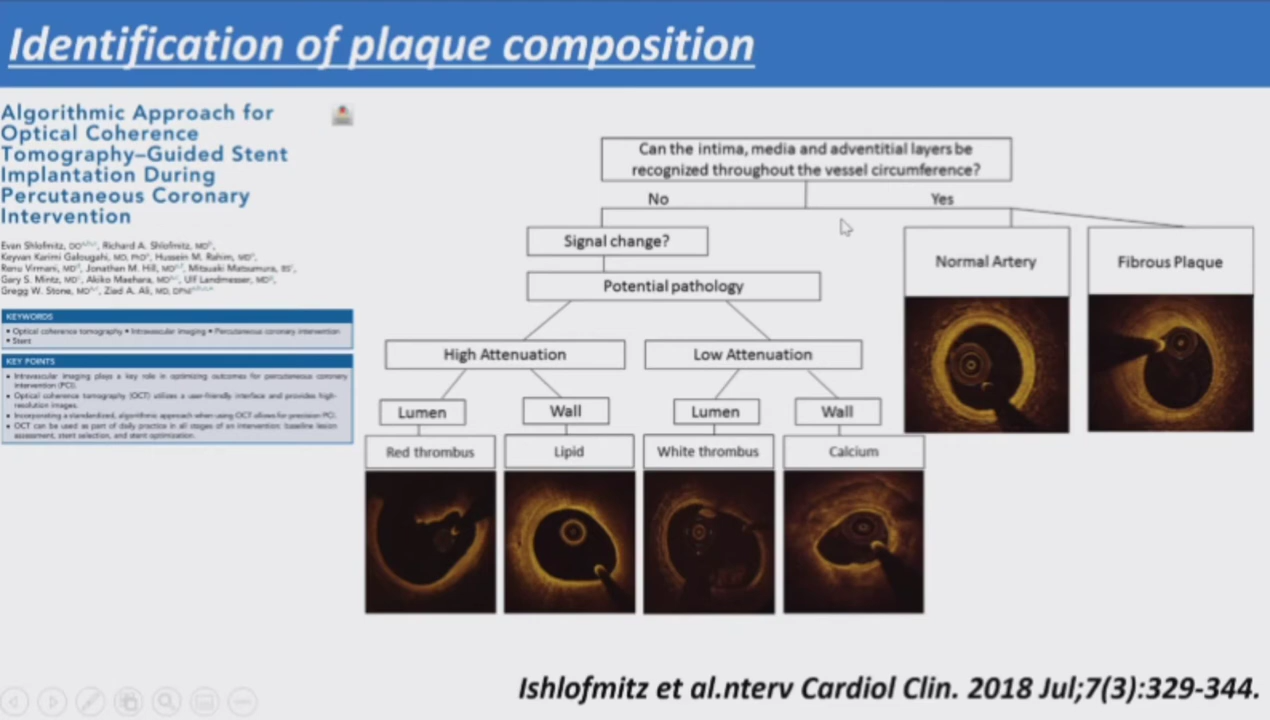 Identification of plaque composition
Algorithmic Approach for
Optical Coherence
Tomography–Guided Stent
Implantation During
Percutaneous Coronary
Intervention
Evan Shlofmitz, DO, Richard A. Shlofmitz, MD,
Keyvan Karimi Galougahi, MD, PhD, Hussein M. Rahim, MD,
Renu Virmani, MD, Jonathan M. Hill, MD, Mitsuaki Matsumura, BS,
Gary S. Mintz, MD, Akiko Maehara, MD, Ulf Landmesser, MD,
Gregg W. Stone, MD, Ziad A. Ali, MD, DPhil
KEYWORDS
• Optical coherence tomography • Intravascular imaging • Percutaneous coronary intervention
• Stent
KEY POINTS
• Intravascular imaging plays a key role in optimizing outcomes for percutaneous coronary
intervention (PCI).
• Optical coherence tomography (OCT) utilizes a user-friendly interface and provides high-
resolution images.
• Incorporating a standardized, algorithmic approach when using OCT allows for precision PCI.
• OCT can be used as part of daily practice in all stages of an intervention: baseline lesion
assessment, stent selection, and stent optimization.
Can the intima, media and adventitial layers be
recognized throughout the vessel circumference?
No
Yes
Signal change?
Potential pathology
Normal Artery
Fibrous Plaque
High Attenuation
Low Attenuation
Lumen
Wall
Lumen
Wall
Red thrombus
Lipid
White thrombus
Calcium
Ishlofmitz et al.nterv Cardiol Clin. 2018 Jul;7(3):329-344.